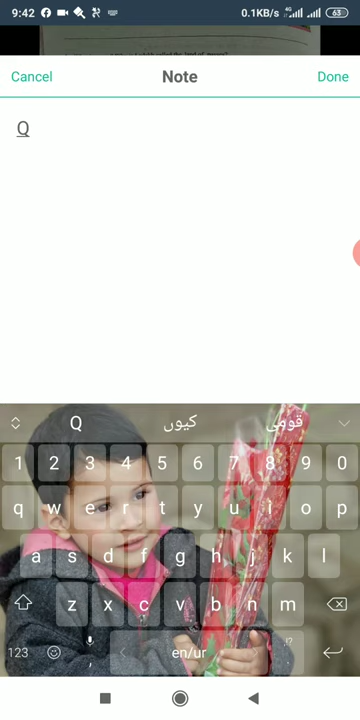 9:42 0.1KB/s 4G 63
Cancel Note Done
Q
Q کیوں قومی
1 2 3 4 5 6 7 8 9 0
q w e r t y u i o p
a s d f g h j k l
z x c v b n m
123 , en/ur .!?